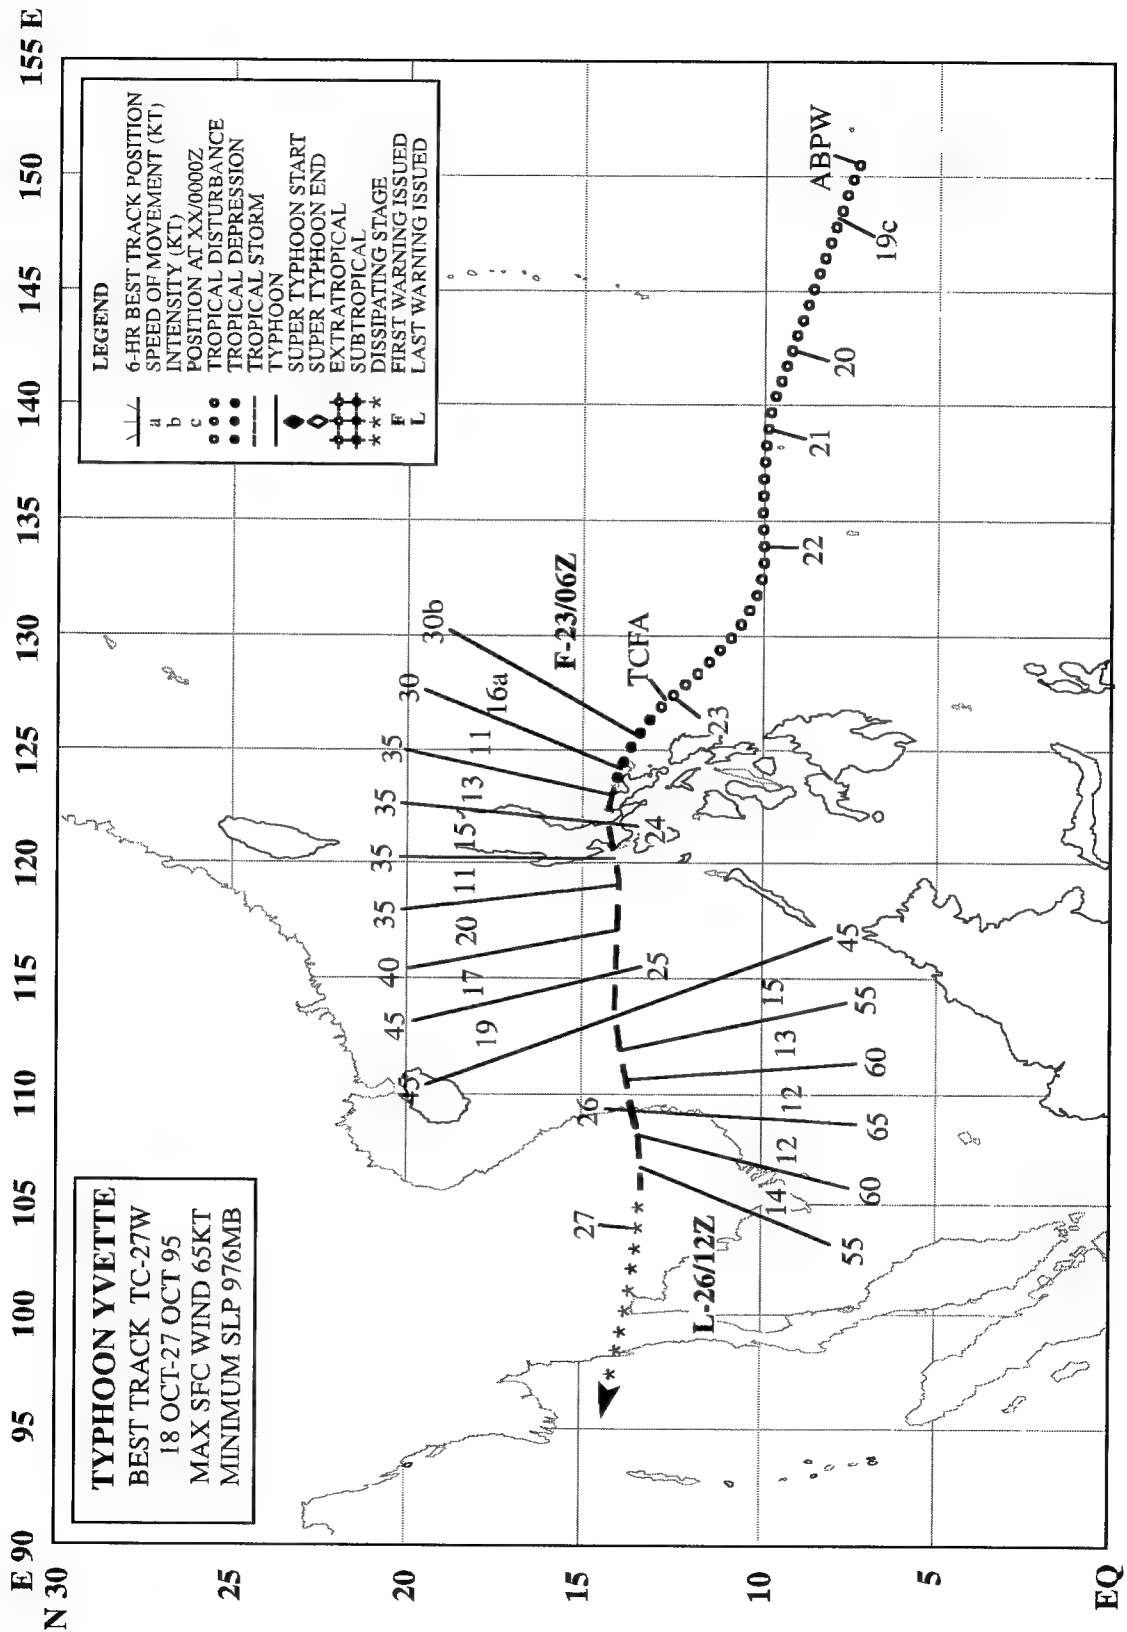 E 90 95 100 105 110 115 120 125 130 135 140 145 150 155 E
N 30
25
20
15
10
5
EQ
TYPHOON YVETTE
BEST TRACK TC-27W
18 OCT-27 OCT 95
MAX SFC WIND 65KT
MINIMUM SLP 976MB
LEGEND
6-HR BEST TRACK POSITION
a SPEED OF MOVEMENT (KT)
b INTENSITY (KT)
c POSITION AT XX/0000Z
TROPICAL DISTURBANCE
TROPICAL DEPRESSION
TROPICAL STORM
TYPHOON
SUPER TYPHOON START
SUPER TYPHOON END
EXTRATROPICAL
SUBTROPICAL
*** DISSIPATING STAGE
F FIRST WARNING ISSUED
L LAST WARNING ISSUED
45
45
40
35
35
35
35
30
30b
19
17
20
11
15
13
11
16a
F-23/06Z
TCFA
ABPW
27
26
25
24
23
22
21
20
19c
L-26/12Z
14
12
12
13
15
55
60
65
60
55
45